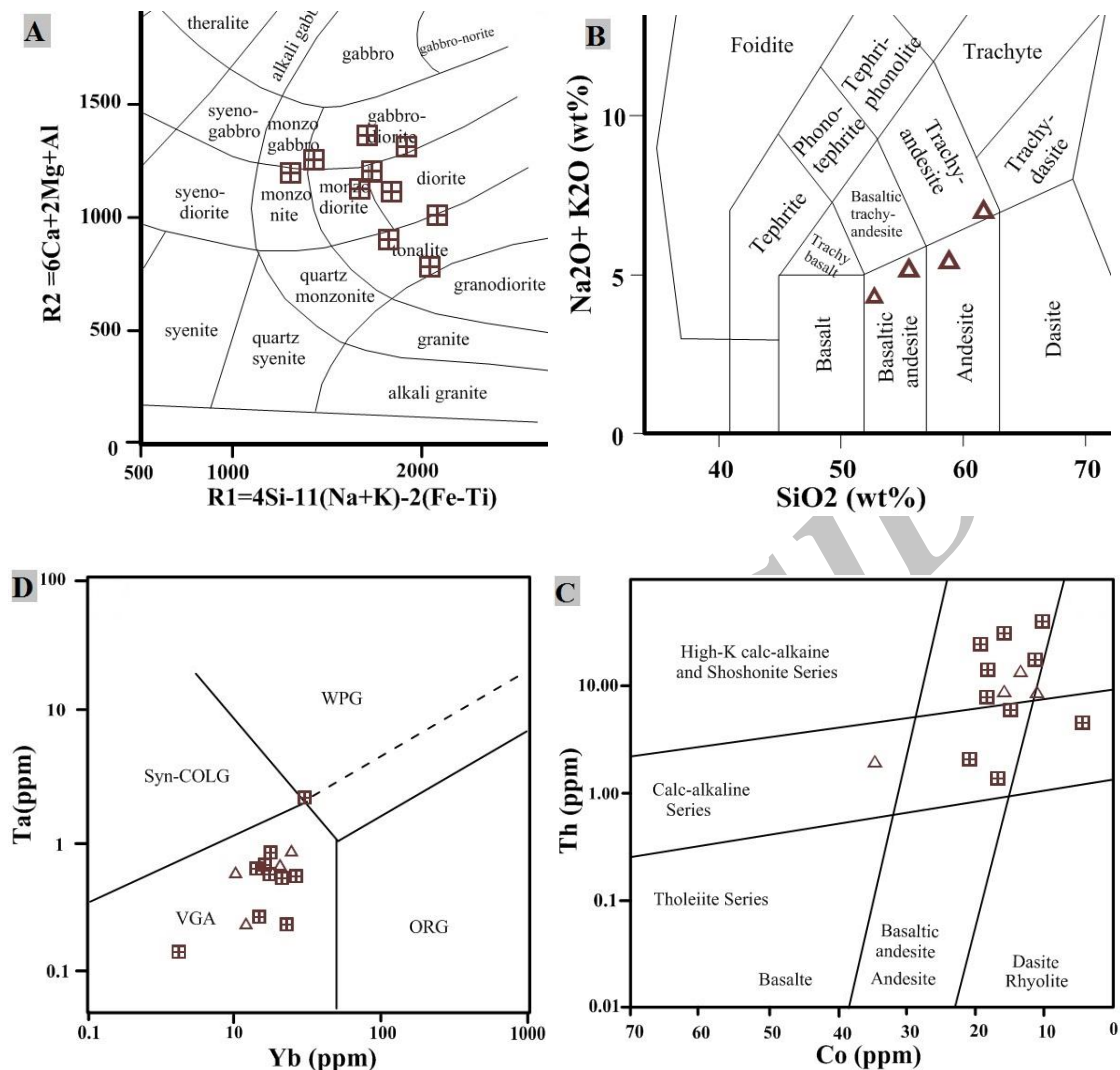 A
theralite
alkali gabb
gabbro
gabbro-norite
1500
syeno-
gabbro
monzo
gabbro
gabbro-
diorite
syeno-
diorite
monzo
nite
monzo
diorite
diorite
1000
tonalite
quartz
monzonite
granodiorite
500
syenite
quartz
syenite
granite
alkali granite
0
500
1000
2000
R2 =6Ca+2Mg+Al
R1=4Si-11(Na+K)-2(Fe-Ti)
B
Foidite
Tephri-
phonolite
Trachyte
10
Phono-
tephrite
Trachy-
andesite
Trachy-
dasite
Tephrite
Basaltic
trachy-
andesite
Trachy
basalt
5
Basalt
Basaltic
andesite
Andesite
Dasite
0
40
50
60
70
Na2O+ K2O (wt%)
SiO2 (wt%)
D
100
WPG
10
Syn-COLG
1
VGA
ORG
0.1
0.1
10
100
1000
Ta(ppm)
Yb (ppm)
C
High-K calc-alkaine
and Shoshonite Series
10.00
Calc-alkaline
Series
1.00
Tholeiite Series
0.1
Basaltic
andesite
Basalte
Andesite
Dasite
Rhyolite
0.01
70
60
50
40
30
20
10
0
Th (ppm)
Co (ppm)